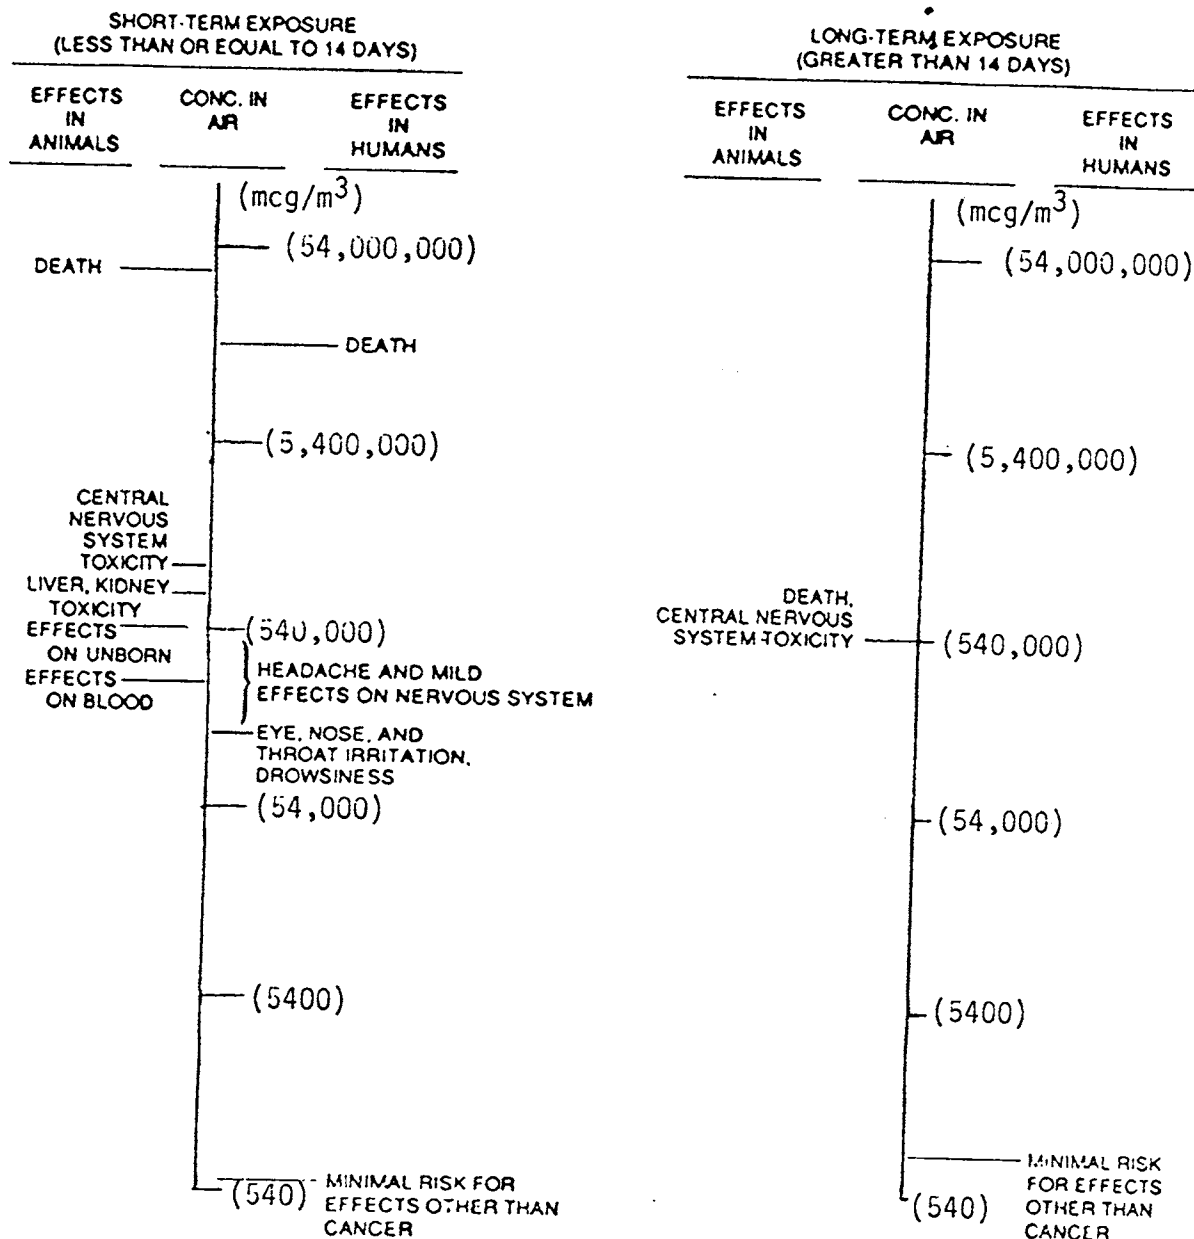 SHORT-TERM EXPOSURE
(LESS THAN OR EQUAL TO 14 DAYS)
EFFECTS
IN
ANIMALS
CONC. IN
AIR
EFFECTS
IN
HUMANS
(mcg/m³)
(54,000,000)
DEATH
DEATH
(5,400,000)
CENTRAL
NERVOUS
SYSTEM
TOXICITY
LIVER, KIDNEY
TOXICITY
EFFECTS
ON UNBORN
EFFECTS
ON BLOOD
(540,000)
HEADACHE AND MILD
EFFECTS ON NERVOUS SYSTEM
EYE, NOSE, AND
THROAT IRRITATION,
DROWSINESS
(54,000)
(5400)
(540)
MINIMAL RISK FOR
EFFECTS OTHER THAN
CANCER
LONG-TERM EXPOSURE
(GREATER THAN 14 DAYS)
EFFECTS
IN
ANIMALS
CONC. IN
AIR
EFFECTS
IN
HUMANS
(mcg/m³)
(54,000,000)
(5,400,000)
DEATH,
CENTRAL NERVOUS
SYSTEM TOXICITY
(540,000)
(54,000)
(5400)
(540)
MINIMAL RISK
FOR EFFECTS
OTHER THAN
CANCER